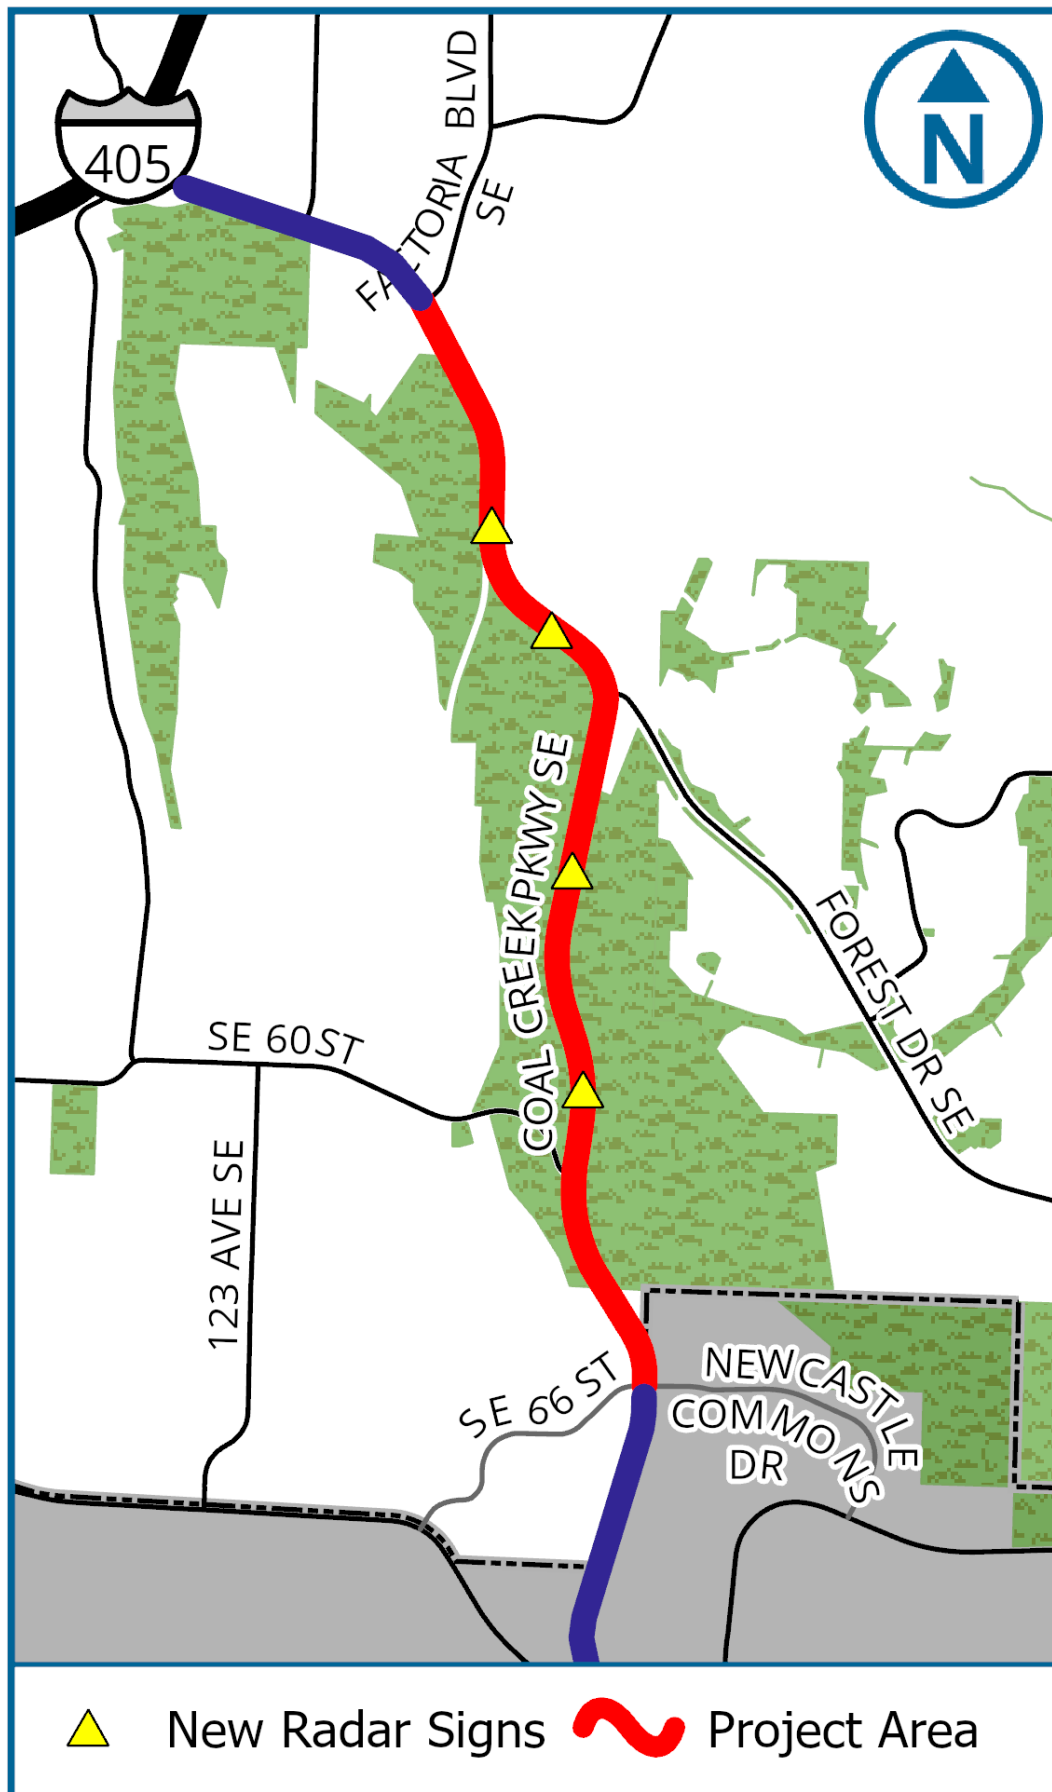 405
FACTORIA BLVD
SE
N
COAL CREEK PKWY SE
FOREST DR SE
SE 60 ST
123 AVE SE
SE 66 ST
NEWCASTLE
COMMONS
DR
New Radar Signs
Project Area